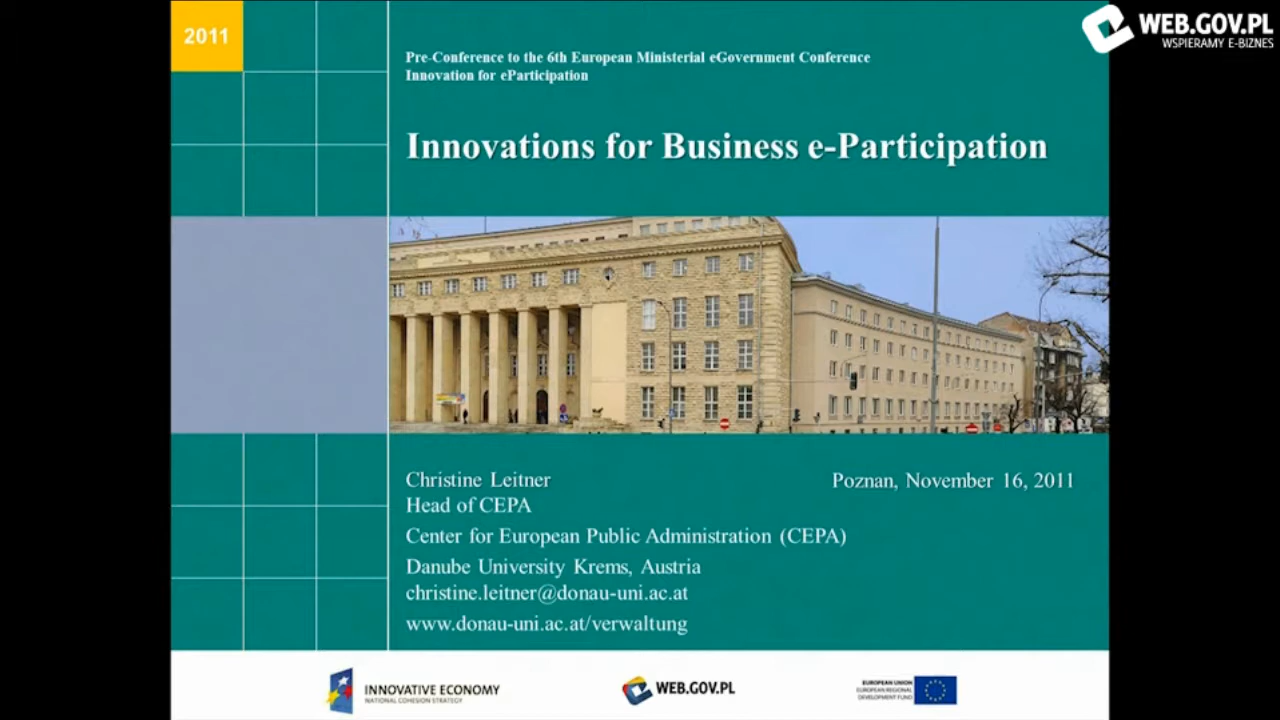 2011
WEB.GOV.PL
WSPIERAMY E-BIZNES
Pre-Conference to the 6th European Ministerial eGovernment Conference
Innovation for eParticipation
Innovations for Business e-Participation
Christine Leitner
Poznan, November 16, 2011
Head of CEPA
Center for European Public Administration (CEPA)
Danube University Krems, Austria
christine.leitner@donau-uni.ac.at
www.donau-uni.ac.at/verwaltung
INNOVATIVE ECONOMY
NATIONAL COHESION STRATEGY
WEB.GOV.PL
EUROPEAN UNION
EUROPEAN REGIONAL
DEVELOPMENT FUND